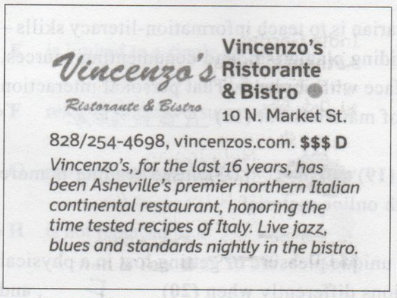 Vincenzo's
Ristorante & Bistro
Vincenzo's
Ristorante
& Bistro
10 N. Market St.
828/254-4698, vincenzos.com. $$$ D
Vincenzo's, for the last 16 years, has
been Asheville's premier northern Italian
continental restaurant, honoring the
time tested recipes of Italy. Live jazz,
blues and standards nightly in the bistro.